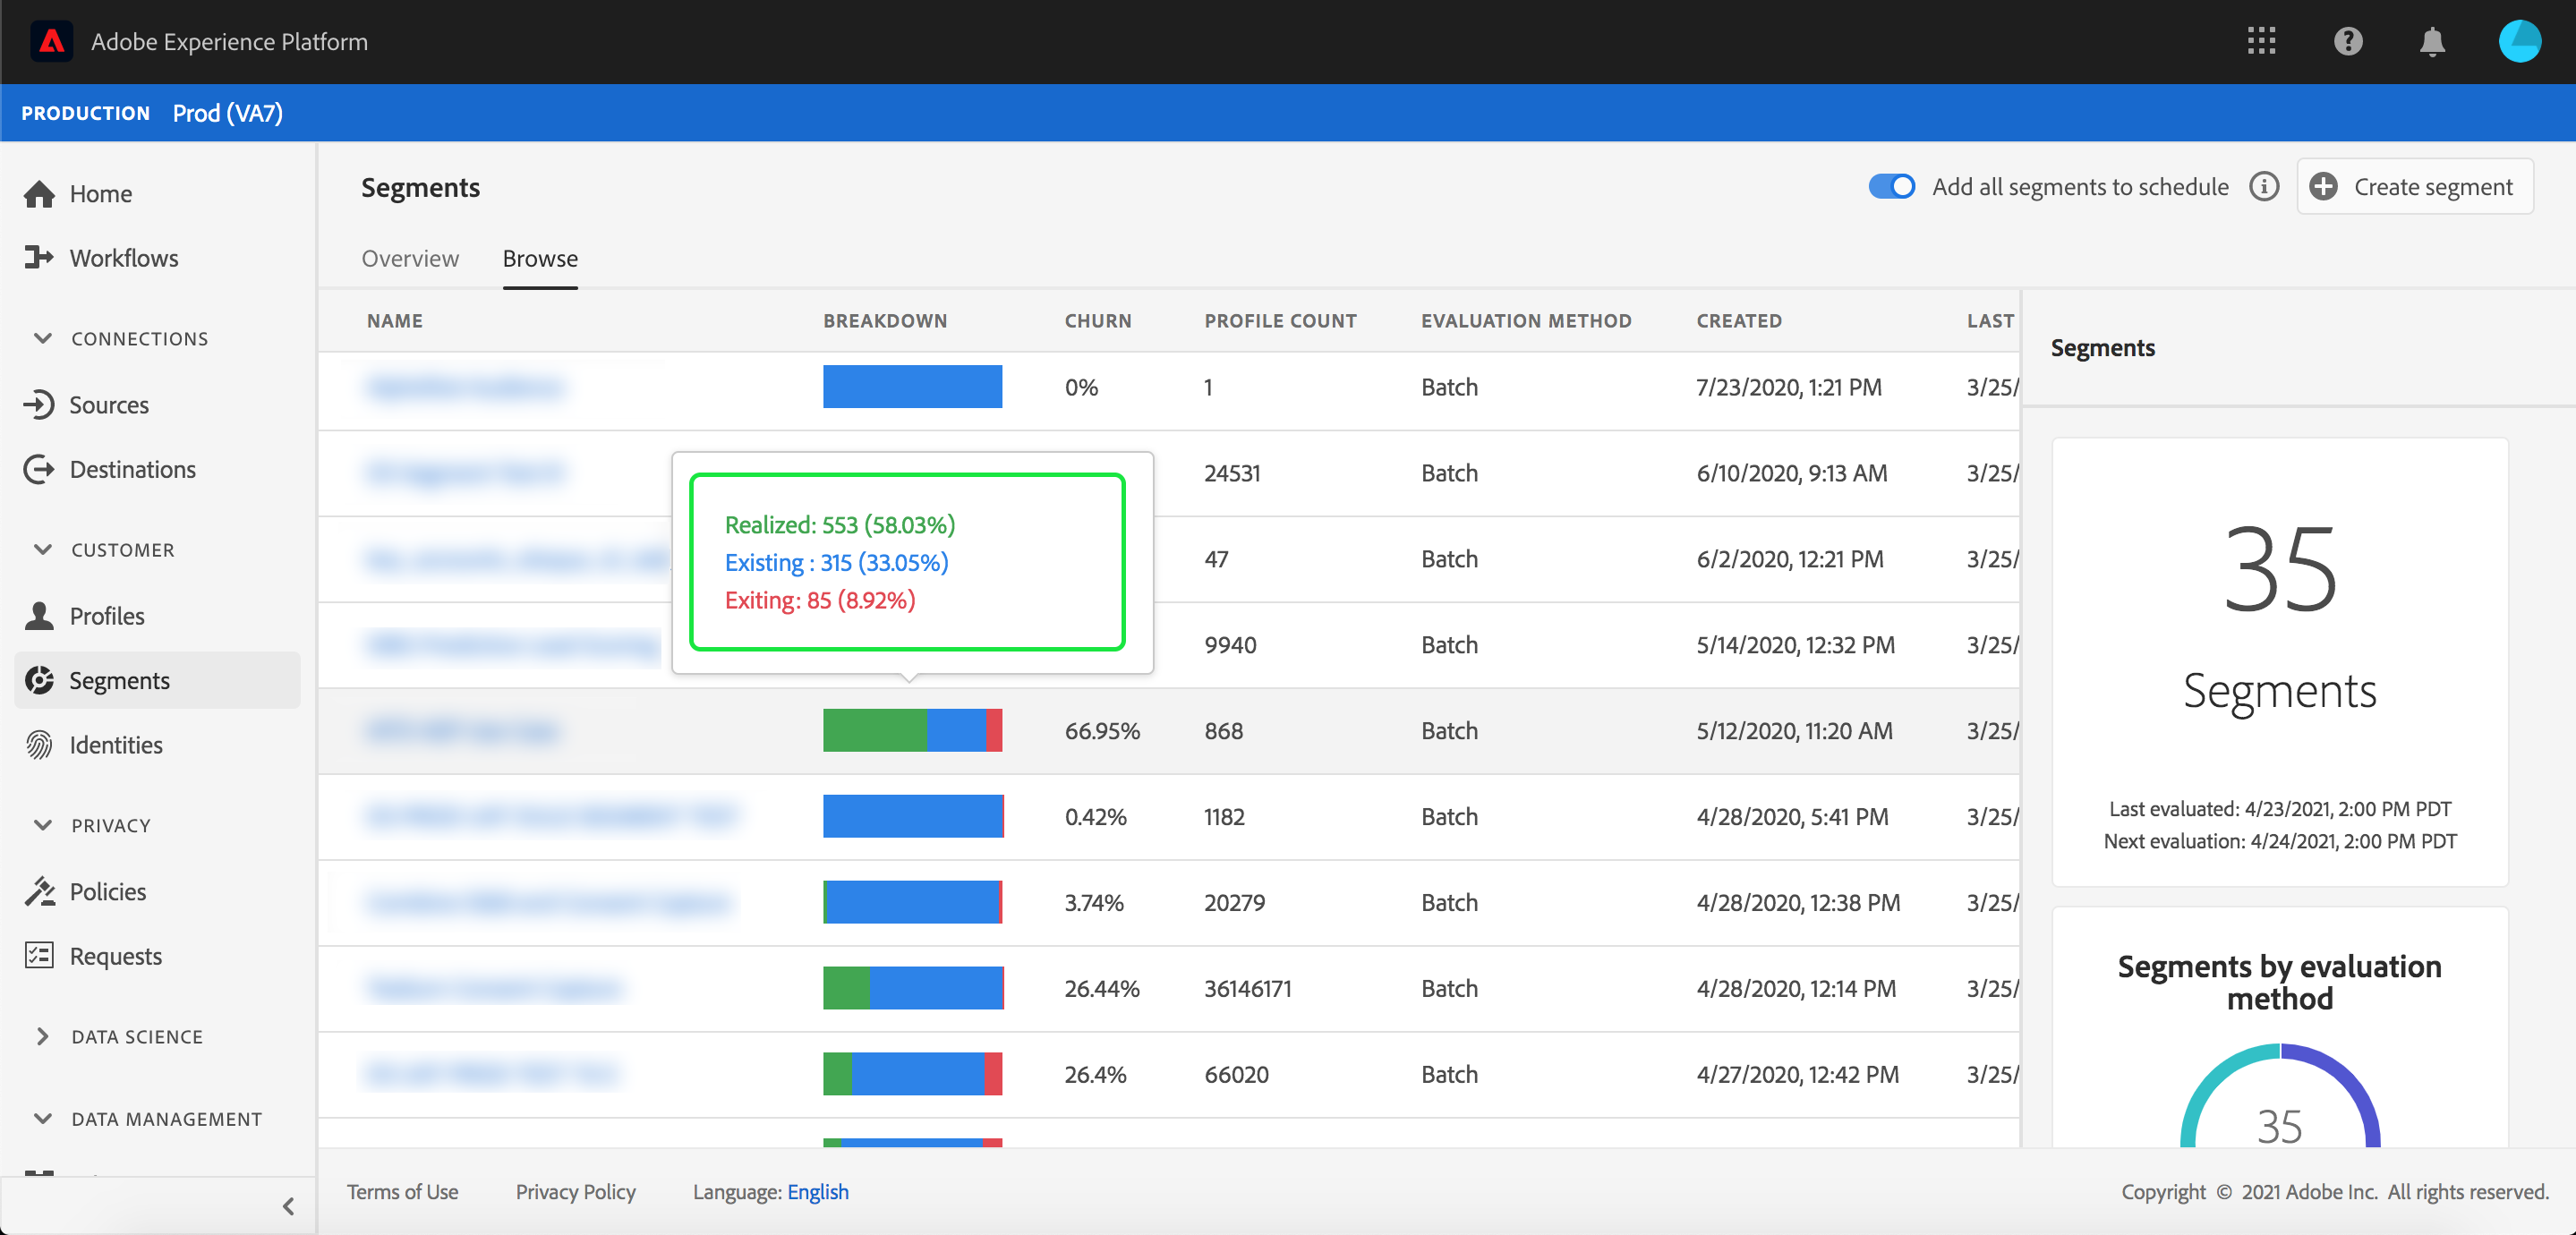 Adobe Experience Platform
PRODUCTION Prod (VA7)
Home
Workflows
CONNECTIONS
Sources
Destinations
CUSTOMER
Profiles
Segments
Identities
PRIVACY
Policies
Requests
DATA SCIENCE
DATA MANAGEMENT
Segments
Add all segments to schedule
Create segment
Overview Browse
NAME BREAKDOWN CHURN PROFILE COUNT EVALUATION METHOD CREATED LAST
0% 1 Batch 7/23/2020, 1:21 PM 3/25/
24531 Batch 6/10/2020, 9:13 AM 3/25/
47 Batch 6/2/2020, 12:21 PM 3/25/
9940 Batch 5/14/2020, 12:32 PM 3/25/
Realized: 553 (58.03%)
Existing : 315 (33.05%)
Exiting: 85 (8.92%)
66.95% 868 Batch 5/12/2020, 11:20 AM 3/25/
0.42% 1182 Batch 4/28/2020, 5:41 PM 3/25/
3.74% 20279 Batch 4/28/2020, 12:38 PM 3/25/
26.44% 36146171 Batch 4/28/2020, 12:14 PM 3/25/
26.4% 66020 Batch 4/27/2020, 12:42 PM 3/25/
Segments
35
Segments
Last evaluated: 4/23/2021, 2:00 PM PDT
Next evaluation: 4/24/2021, 2:00 PM PDT
Segments by evaluation
method
35
Terms of Use Privacy Policy Language: English
Copyright © 2021 Adobe Inc. All rights reserved.